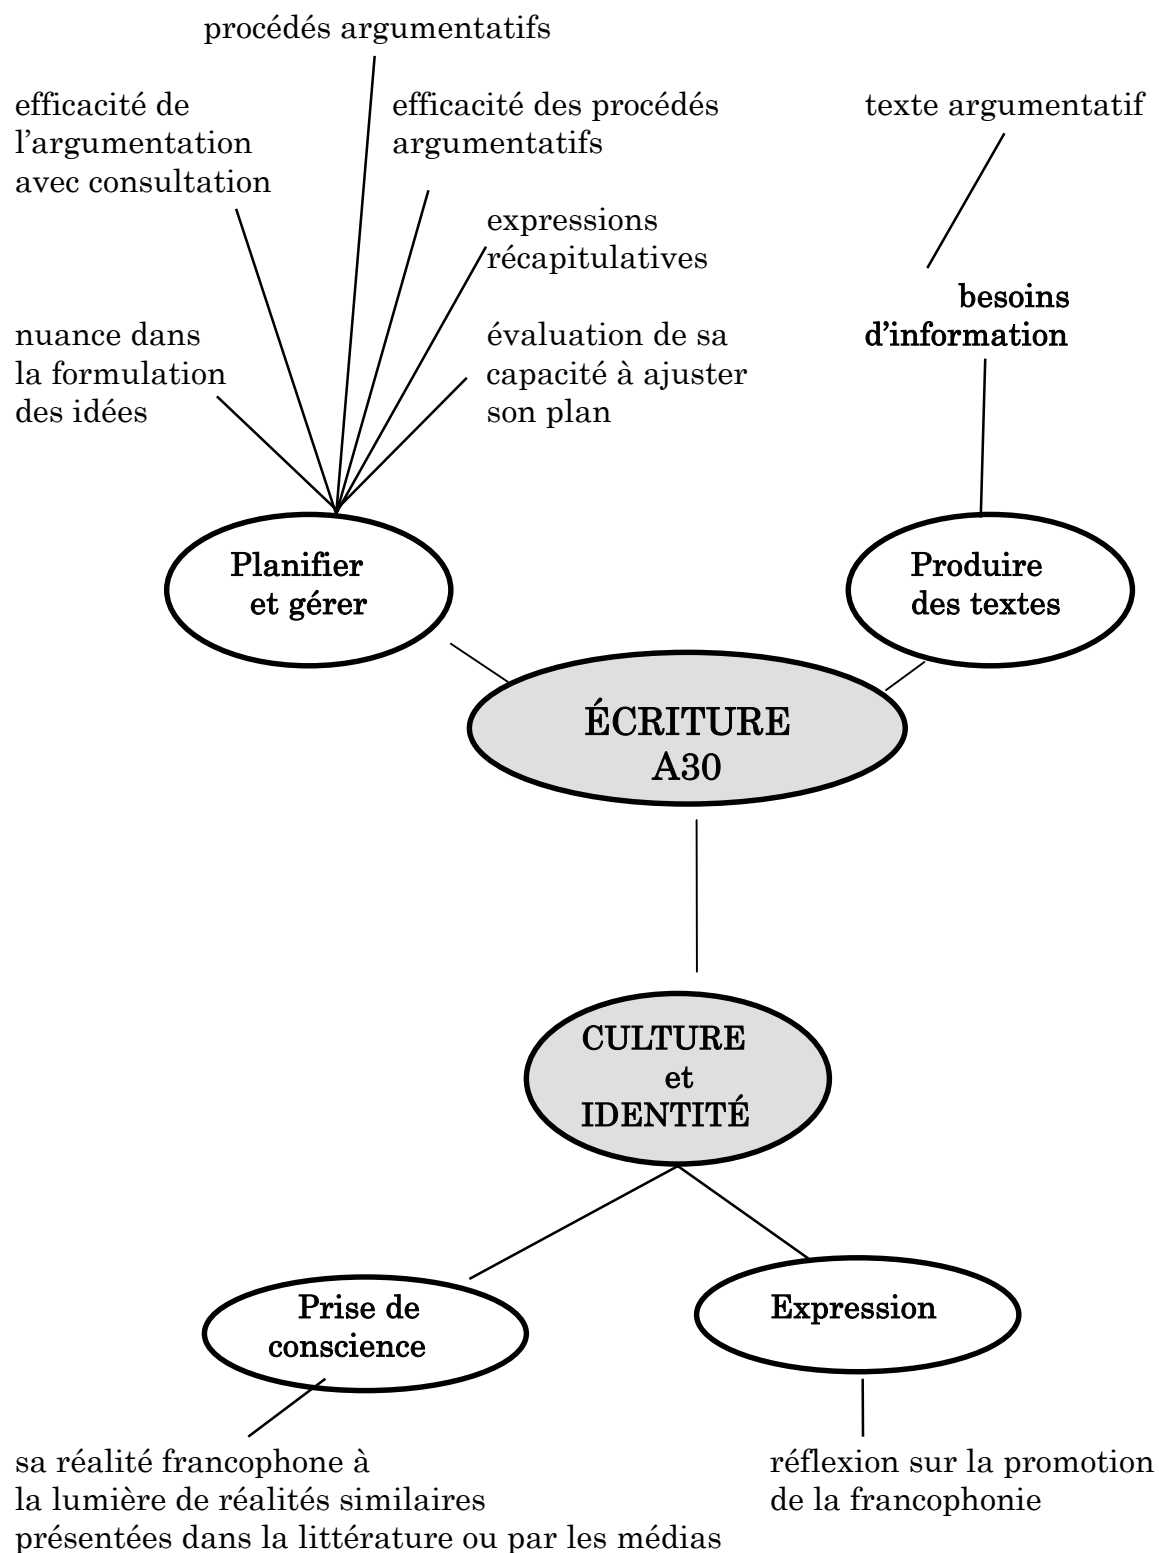 procédés argumentatifs
efficacité de
l'argumentation
avec consultation
efficacité des procédés
argumentatifs
texte argumentatif
expressions
récapitulatives
besoins
d'information
nuance dans
la formulation
des idées
évaluation de sa
capacité à ajuster
son plan
Planifier
et gérer
Produire
des textes
ÉCRITURE
A30
CULTURE
et
IDENTITÉ
Prise de
conscience
Expression
sa réalité francophone à
la lumière de réalités similaires
présentées dans la littérature ou par les médias
réflexion sur la promotion
de la francophonie